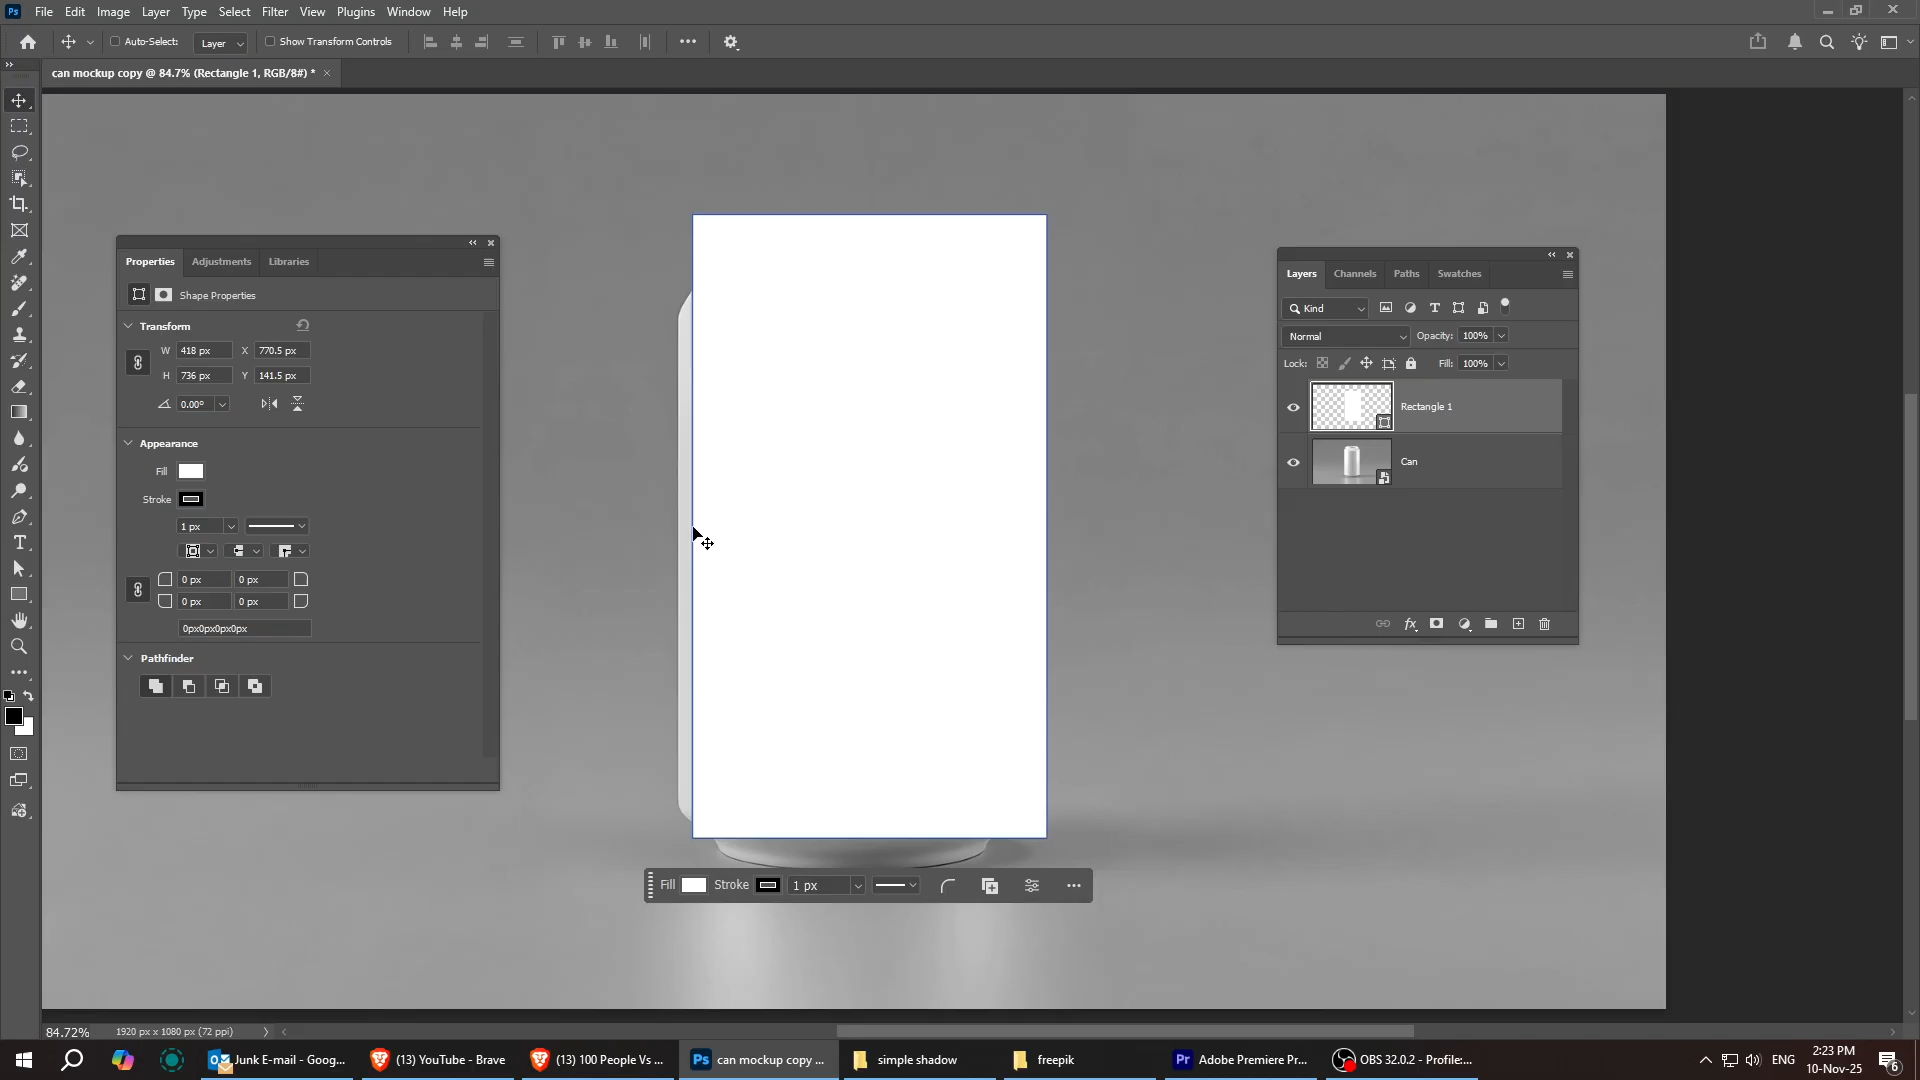 Ps File Edit Image Layer Type Select Filter View Plugins Window Help
Auto-Select: Layer Show Transform Controls
can mockup copy @ 84.7% (Rectangle 1, RGB/8#) *
Properties Adjustments Libraries
Shape Properties
Transform
W 418 px X 770.5 px
H 736 px Y 141.5 px
0.00°
Appearance
Fill
Stroke
1 px
0 px 0 px
0 px 0 px
0px0px0px0px
Pathfinder
Layers Channels Paths Swatches
Kind
Normal Opacity: 100%
Lock: Fill: 100%
Rectangle 1
Can
fx
Fill Stroke 1 px
84.72% 1920 px x 1080 px (72 ppi)
Junk E-mail - Goog... (13) YouTube - Brave (13) 100 People Vs ... Ps can mockup copy ... simple shadow freepik Pr Adobe Premiere Pr... OBS 32.0.2 - Profile:... ENG 2:23 PM
10-Nov-25 6